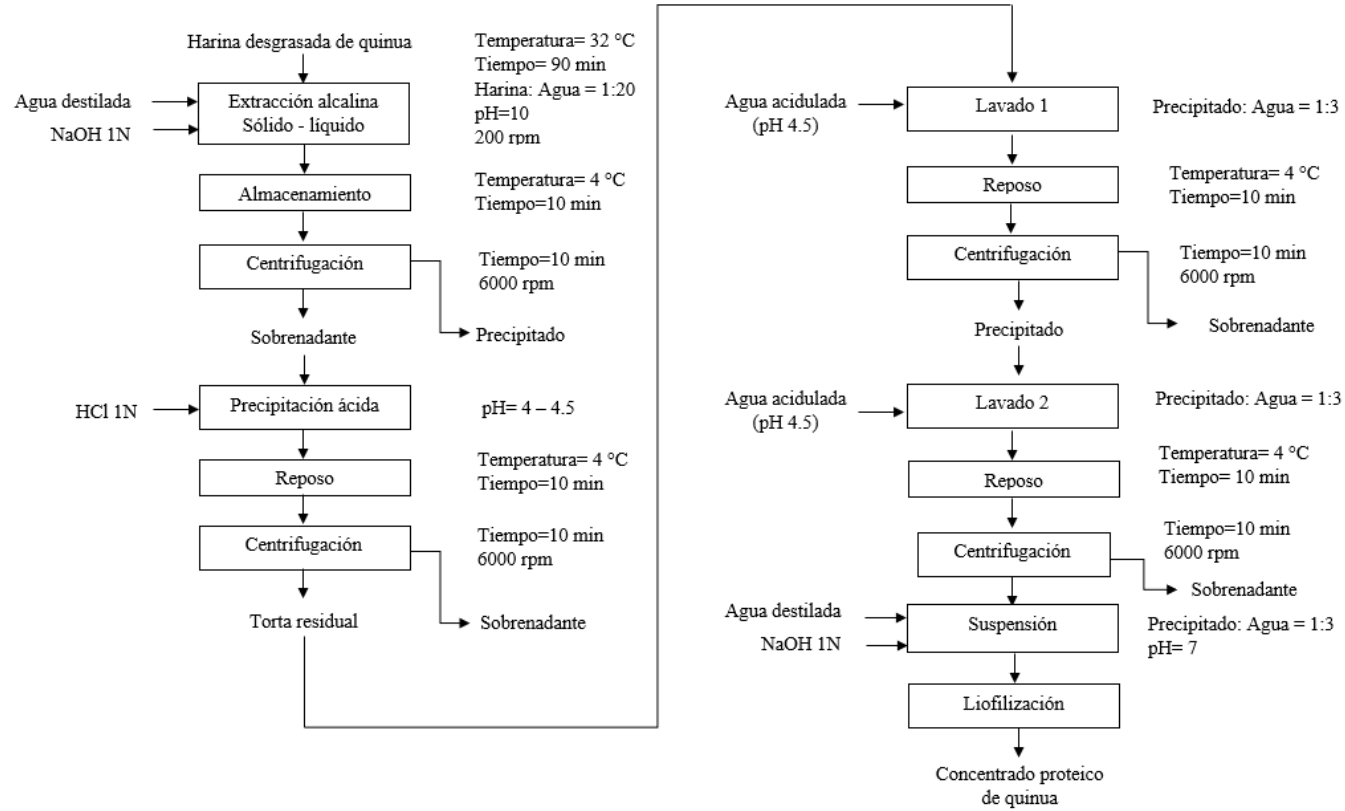 Harina desgrasada de quinua
Temperatura= 32 °C
Tiempo= 90 min
Harina: Agua = 1:20
pH=10
200 rpm
Agua destilada
NaOH 1N
Extracción alcalina
Sólido - líquido
Almacenamiento
Temperatura= 4 °C
Tiempo=10 min
Centrifugación
Tiempo=10 min
6000 rpm
Sobrenadante
Precipitado
HCl 1N
Precipitación ácida
pH= 4 – 4.5
Reposo
Temperatura= 4 °C
Tiempo=10 min
Centrifugación
Tiempo=10 min
6000 rpm
Torta residual
Sobrenadante
Agua acidulada
(pH 4.5)
Lavado 1
Precipitado: Agua = 1:3
Reposo
Temperatura= 4 °C
Tiempo=10 min
Centrifugación
Tiempo=10 min
6000 rpm
Precipitado
Sobrenadante
Agua acidulada
(pH 4.5)
Lavado 2
Precipitado: Agua = 1:3
Reposo
Temperatura= 4 °C
Tiempo= 10 min
Centrifugación
Tiempo=10 min
6000 rpm
Sobrenadante
Agua destilada
NaOH 1N
Suspensión
Precipitado: Agua = 1:3
pH= 7
Liofilización
Concentrado proteico
de quinua